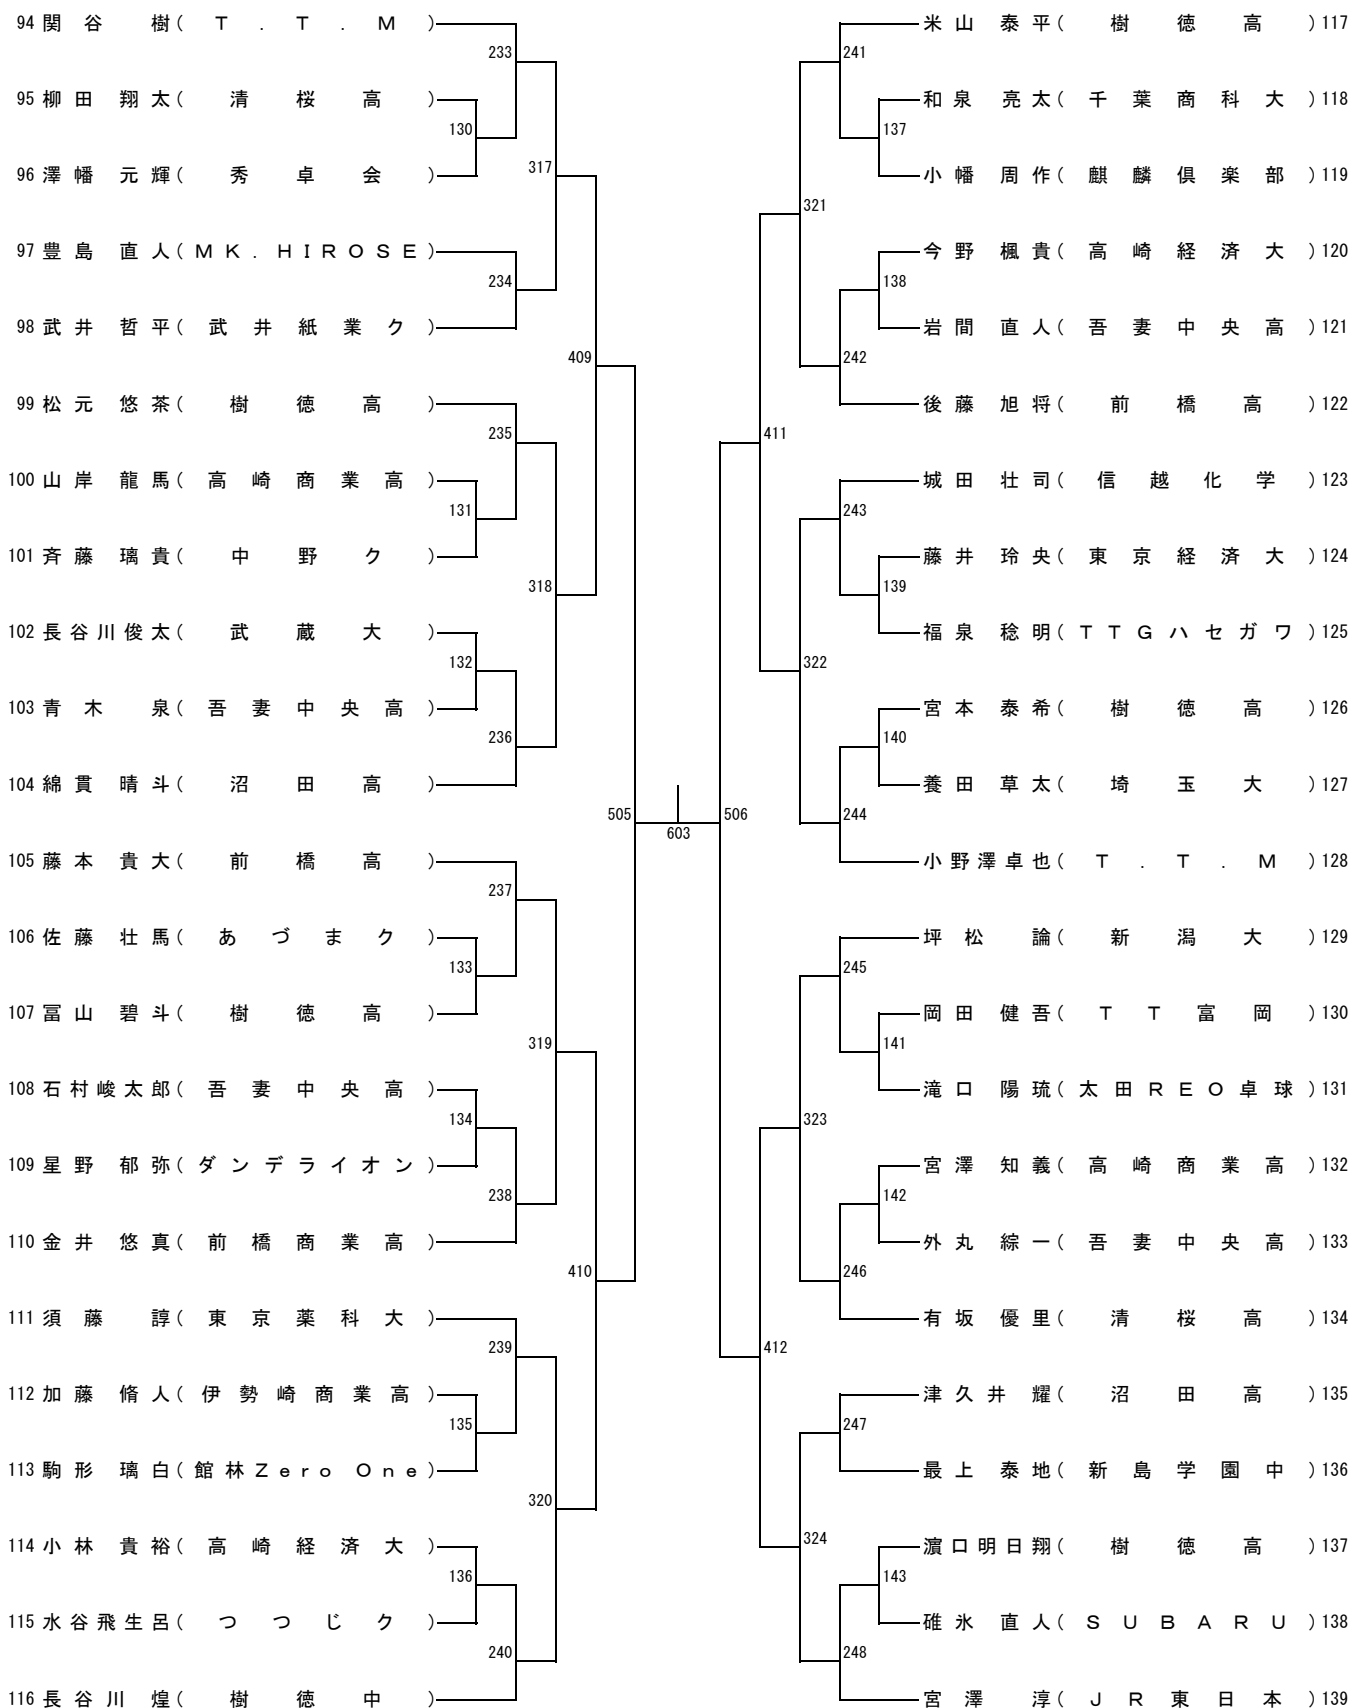 94 関谷 樹 ( T . T . M )
233
95 柳田 翔太 ( 清桜高 )
130
96 澤幡 元輝 ( 秀卓会 )
317
97 豊島 直人 ( MK.HIROSE )
234
98 武井 哲平 ( 武井紙業ク )
409
99 松元 悠茶 ( 樹徳高 )
235
100 山岸 龍馬 ( 高崎商業高 )
131
101 斉藤 璃貴 ( 中野ク )
318
102 長谷川俊太 ( 武蔵大 )
132
103 青木 泉 ( 吾妻中央高 )
236
104 綿貫 晴斗 ( 沼田高 )
505
603
105 藤本 貴大 ( 前橋高 )
237
106 佐藤 壮馬 ( あづまク )
133
107 冨山 碧斗 ( 樹徳高 )
319
108 石村峻太郎 ( 吾妻中央高 )
134
109 星野 郁弥 ( ダンデライオン )
238
110 金井 悠真 ( 前橋商業高 )
410
111 須藤 諄 ( 東京薬科大 )
239
112 加藤 脩人 ( 伊勢崎商業高 )
135
113 駒形 璃白 ( 館林Zero One )
320
114 小林 貴裕 ( 高崎経済大 )
136
115 水谷飛生呂 ( つつじク )
240
116 長谷川 煌 ( 樹徳中 )
米山 泰平 ( 樹徳高 ) 117
241
和泉 亮太 ( 千葉商科大 ) 118
137
小幡 周作 ( 麒麟倶楽部 ) 119
321
今野 楓貴 ( 高崎経済大 ) 120
138
岩間 直人 ( 吾妻中央高 ) 121
242
後藤 旭将 ( 前橋高 ) 122
411
城田 壮司 ( 信越化学 ) 123
243
藤井 玲央 ( 東京経済大 ) 124
139
福泉 稔明 ( TTGハセガワ ) 125
322
宮本 泰希 ( 樹徳高 ) 126
140
養田 草太 ( 埼玉大 ) 127
244
506
小野澤卓也 ( T . T . M ) 128
坪松 論 ( 新潟大 ) 129
245
岡田 健吾 ( TT富岡 ) 130
141
滝口 陽琉 ( 太田REO卓球 ) 131
323
宮澤 知義 ( 高崎商業高 ) 132
142
外丸 綜一 ( 吾妻中央高 ) 133
246
有坂 優里 ( 清桜高 ) 134
412
津久井 耀 ( 沼田高 ) 135
247
最上 泰地 ( 新島学園中 ) 136
324
濵口明日翔 ( 樹徳高 ) 137
143
碓氷 直人 ( SUBARU ) 138
248
宮澤 淳 ( JR東日本 ) 139